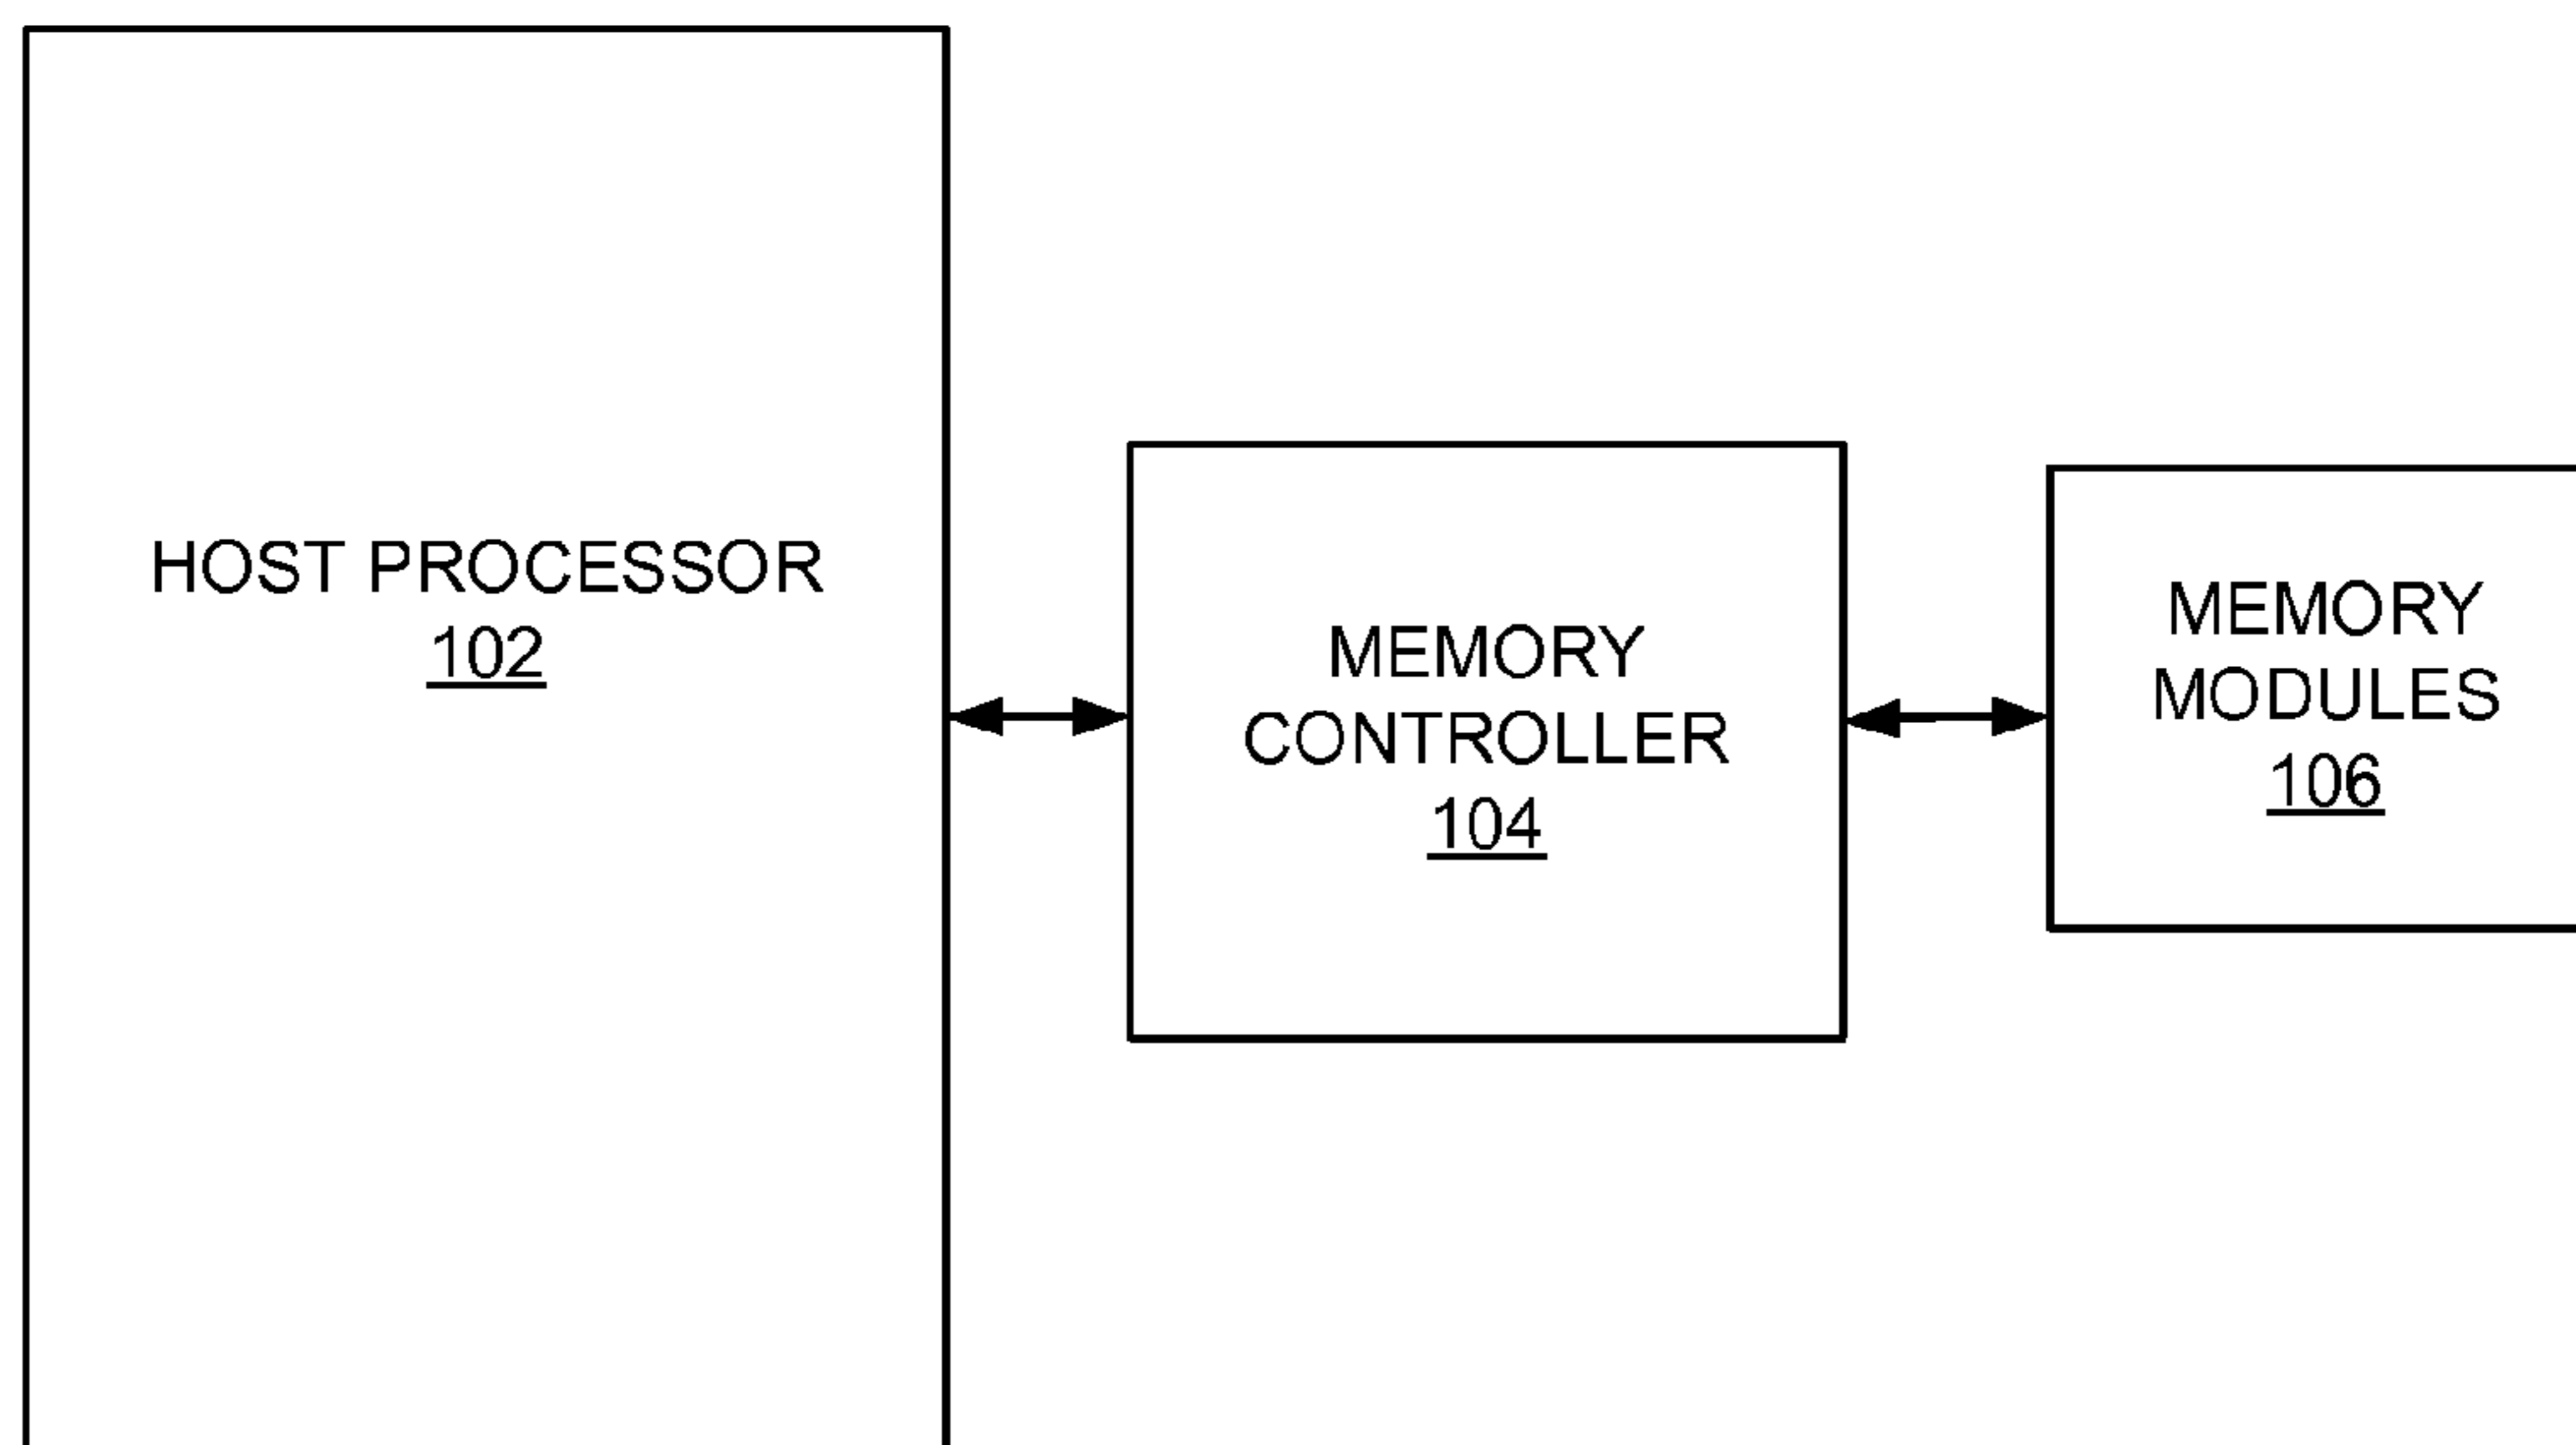 HOST PROCESSOR
102
MEMORY
CONTROLLER
104
MEMORY
MODULES
106